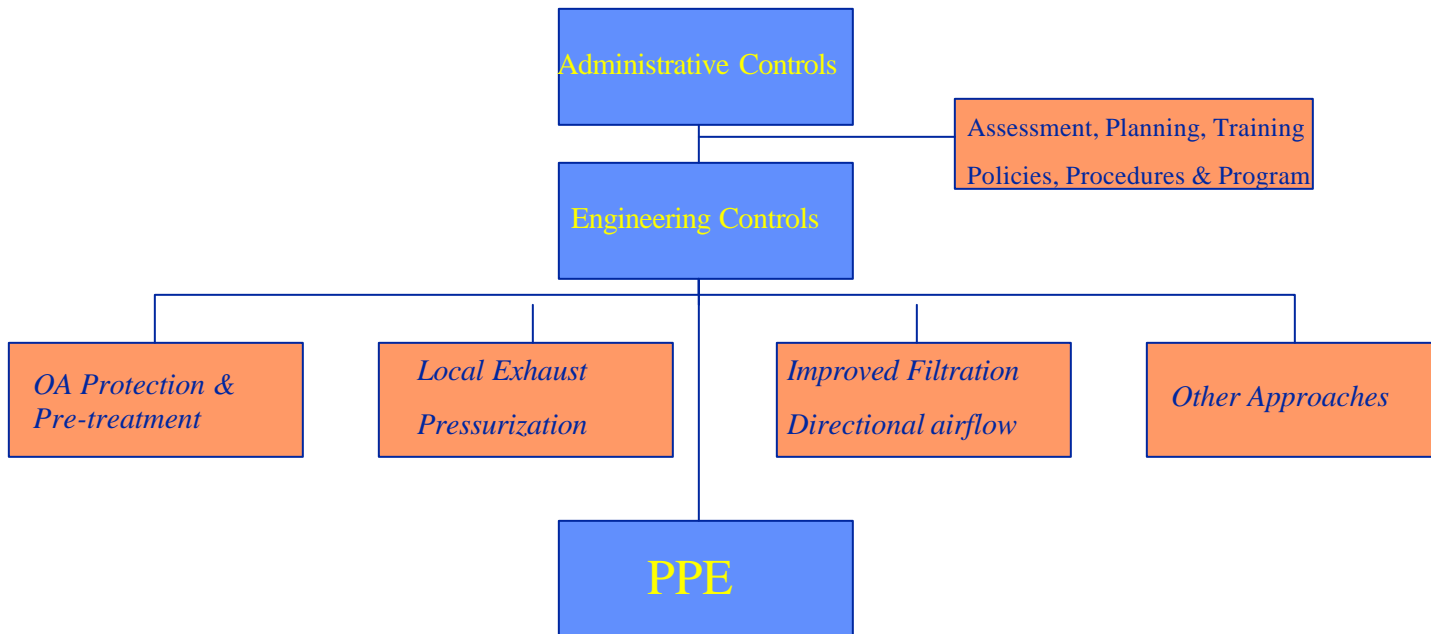 Administrative Controls
Assessment, Planning, Training
Policies, Procedures & Program
Engineering Controls
OA Protection &
Pre-treatment
Local Exhaust
Pressurization
Improved Filtration
Directional airflow
Other Approaches
PPE